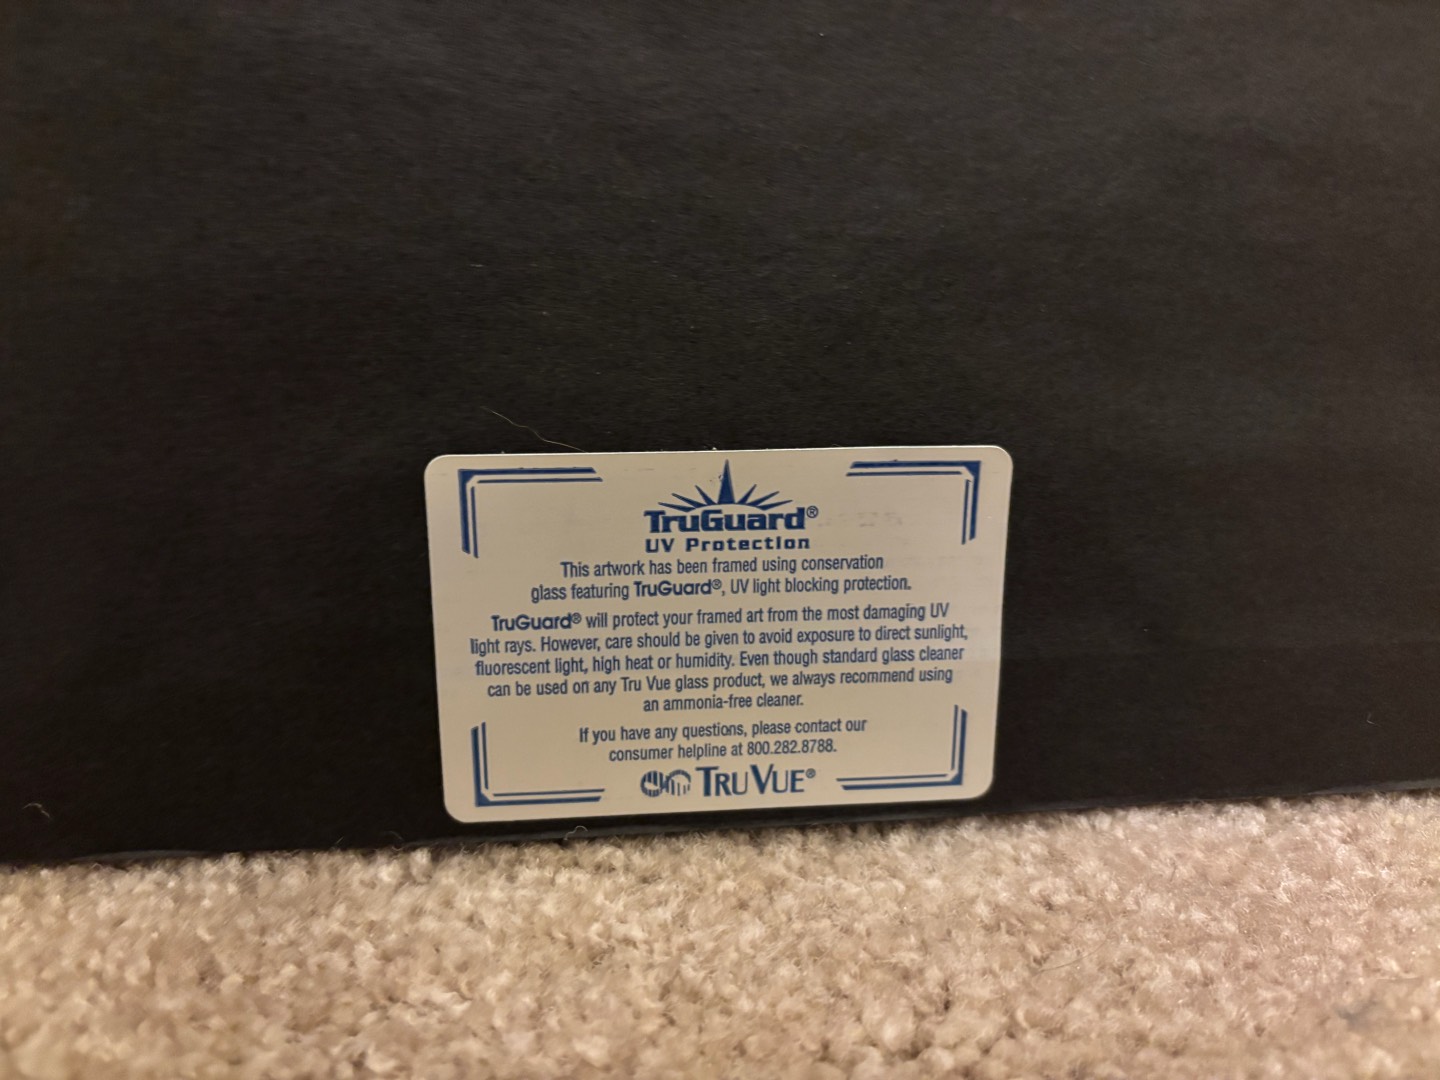 TruGuard®
UV Protection
This artwork has been framed using conservation
glass featuring TruGuard®, UV light blocking protection.
TruGuard® will protect your framed art from the most damaging UV
light rays. However, care should be given to avoid exposure to direct sunlight,
fluorescent light, high heat or humidity. Even though standard glass cleaner
can be used on any Tru Vue glass product, we always recommend using
an ammonia-free cleaner.
If you have any questions, please contact our
consumer helpline at 800.282.8788.
TRU VUE®